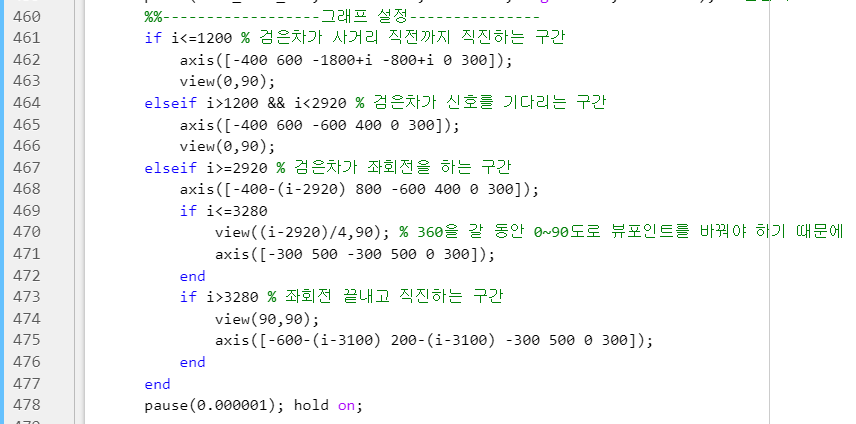 460 %%------------------그래프 설정---------------
461 if i<=1200 % 검은차가 사거리 직전까지 직진하는 구간
462 axis([-400 600 -1800+i -800+i 0 300]);
463 view(0,90);
464 elseif i>1200 && i<2920 % 검은차가 신호를 기다리는 구간
465 axis([-400 600 -600 400 0 300]);
466 view(0,90);
467 elseif i>=2920 % 검은차가 좌회전을 하는 구간
468 axis([-400-(i-2920) 800 -600 400 0 300]);
469 if i<=3280
470 view((i-2920)/4,90); % 360을 갈 동안 0~90도로 뷰포인트를 바꿔야 하기 때문에
471 axis([-300 500 -300 500 0 300]);
472 end
473 if i>3280 % 좌회전 끝내고 직진하는 구간
474 view(90,90);
475 axis([-600-(i-3100) 200-(i-3100) -300 500 0 300]);
476 end
477 end
478 pause(0.000001); hold on;